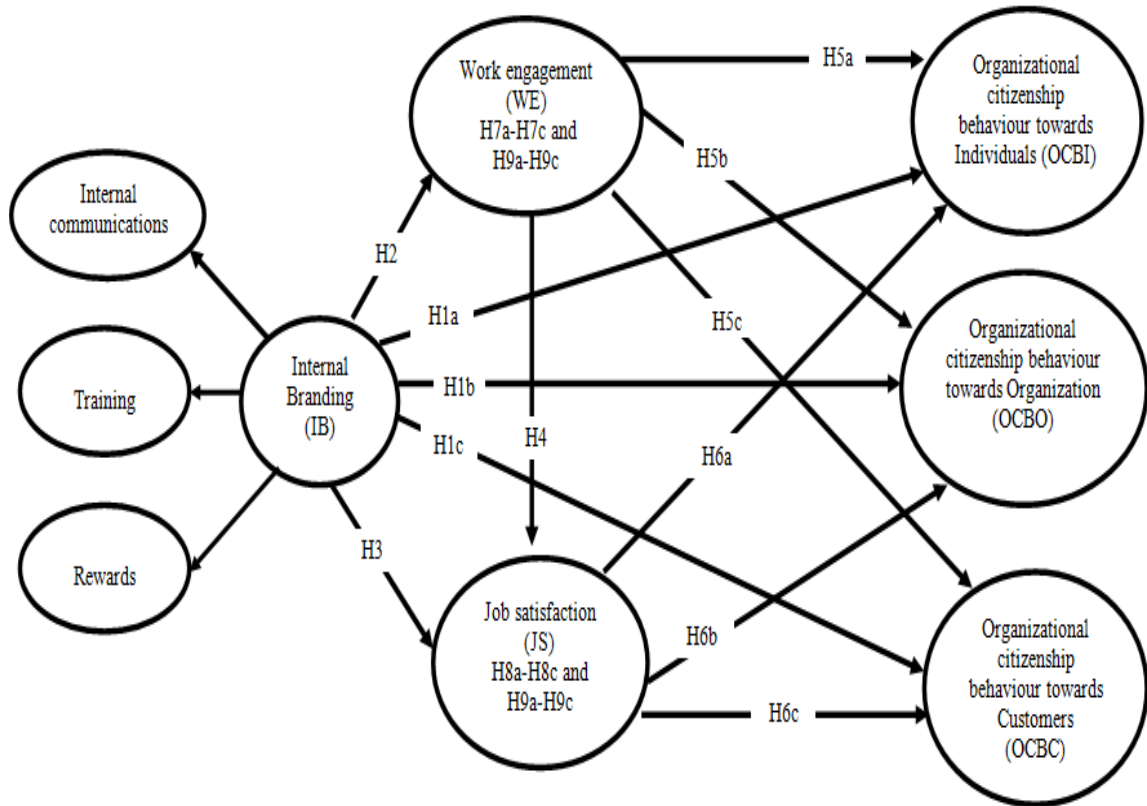 Work engagement
(WE)
H7a-H7c and
H9a-H9c
H5a
Organizational
citizenship
behaviour towards
Individuals (OCBI)
H5b
Internal
communications
H2
H1a
H5c
Organizational
citizenship behaviour
towards Organization
(OCBO)
Internal
Branding
(IB)
Training
H1b
H4
H1c
H6a
H3
Rewards
Job satisfaction
(JS)
H8a-H8c and
H9a-H9c
H6b
H6c
Organizational
citizenship
behaviour towards
Customers
(OCBC)